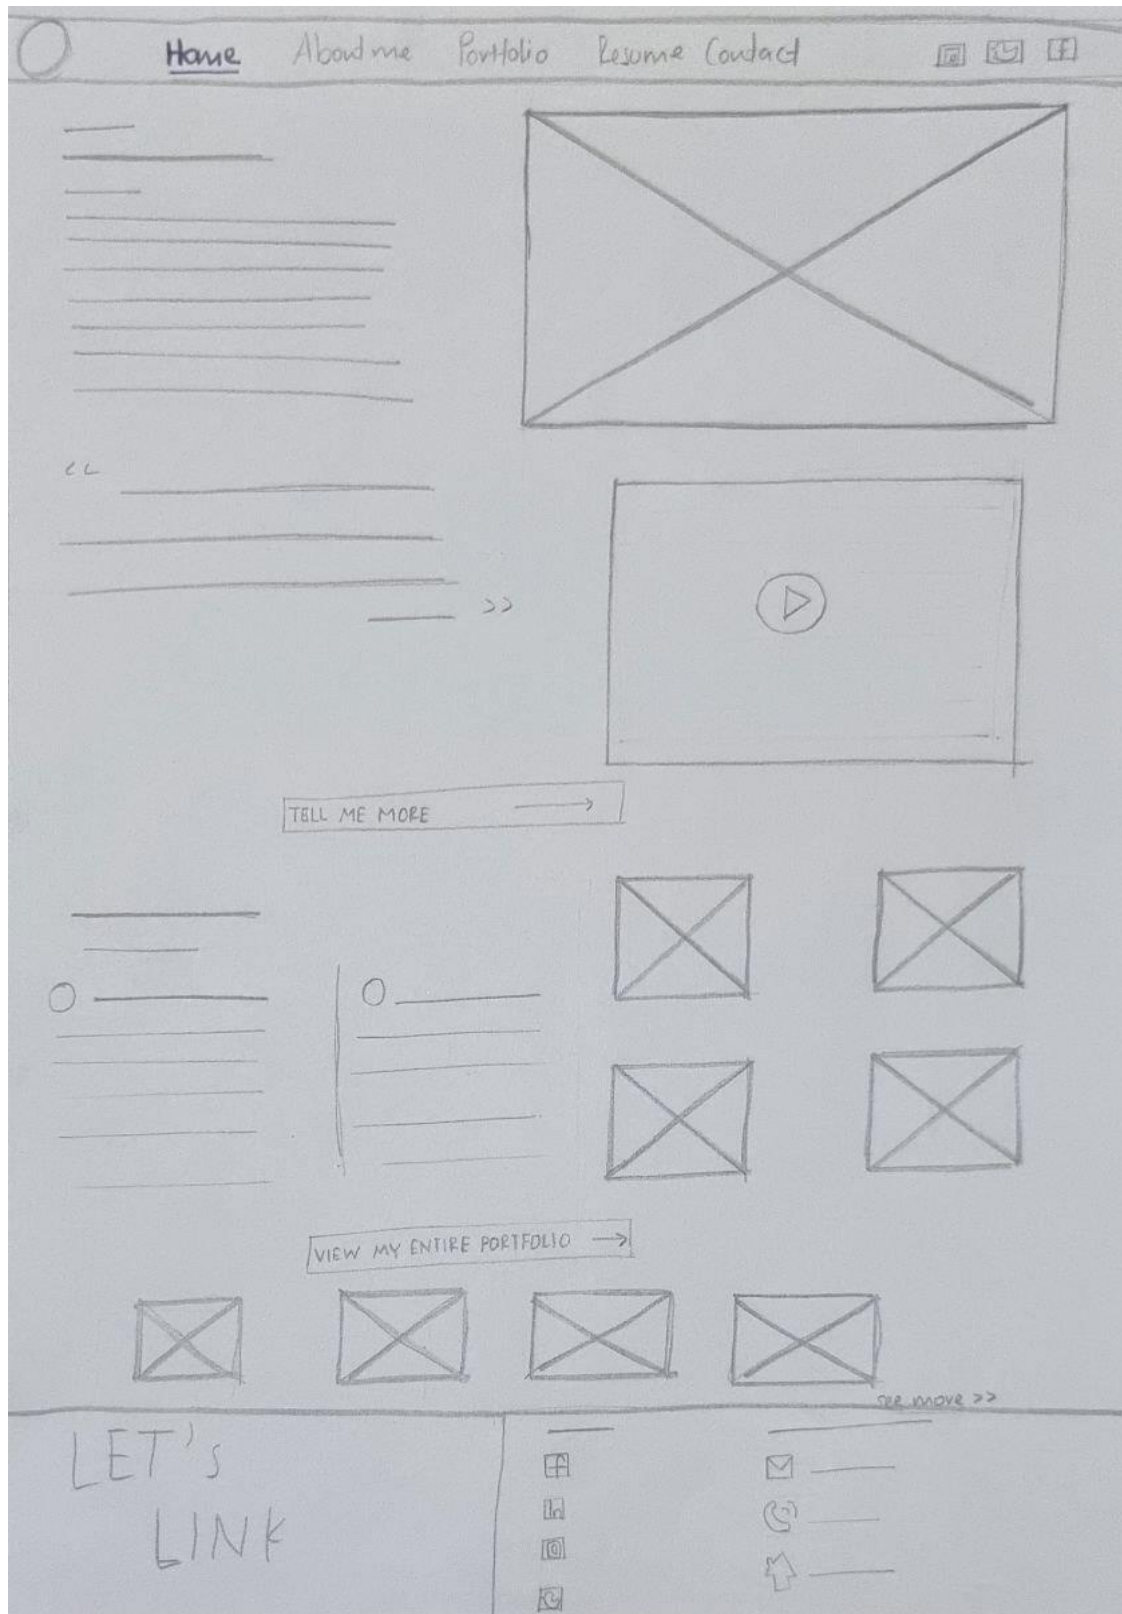 Home About me Portfolio Resume Contact
TELL ME MORE
VIEW MY ENTIRE PORTFOLIO
see more >>
LET's
LINK